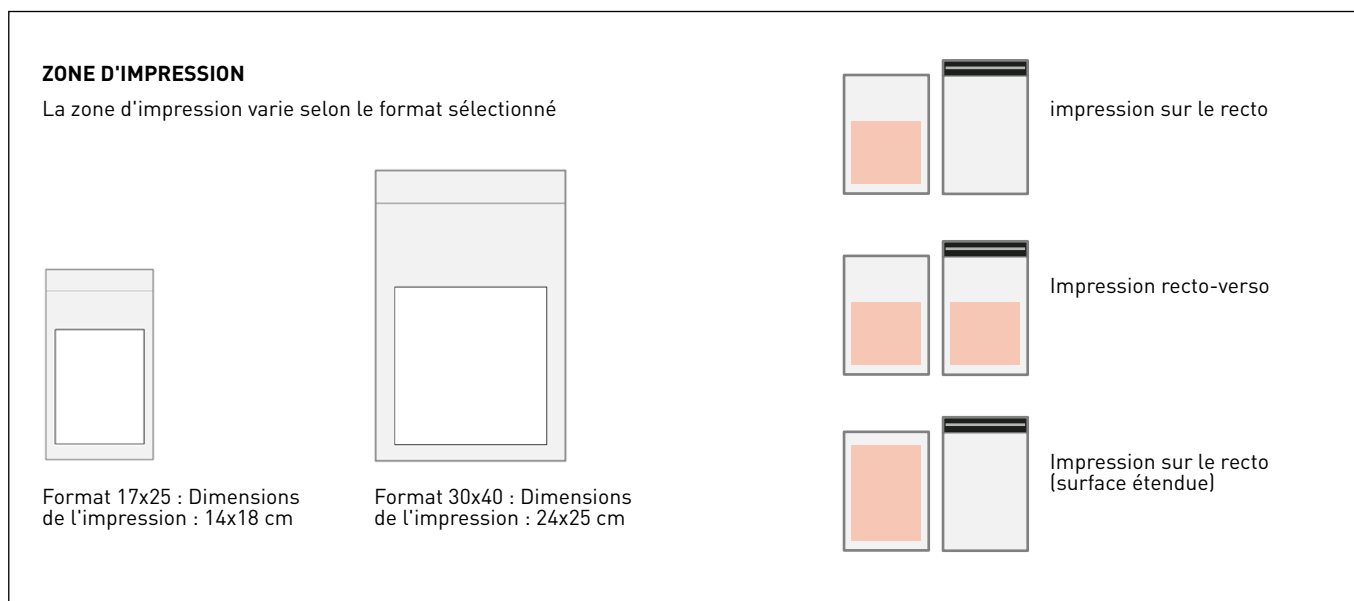 ZONE D'IMPRESSION
La zone d'impression varie selon le format sélectionné
Format 17x25 : Dimensions
de l'impression : 14x18 cm
Format 30x40 : Dimensions
de l'impression : 24x25 cm
impression sur le recto
Impression recto-verso
Impression sur le recto
(surface étendue)